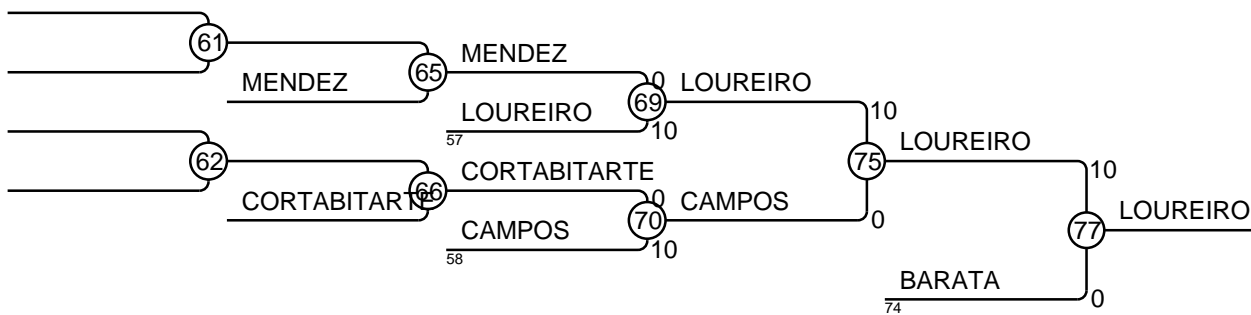 61
MENDEZ
65
MENDEZ
0
LOUREIRO
69
LOUREIRO
57
10
10
LOUREIRO
62
CORTABITARTE
66
CORTABITARTE
75
10
0
CAMPOS
70
CAMPOS
58
10
0
LOUREIRO
77
BARATA
74
0